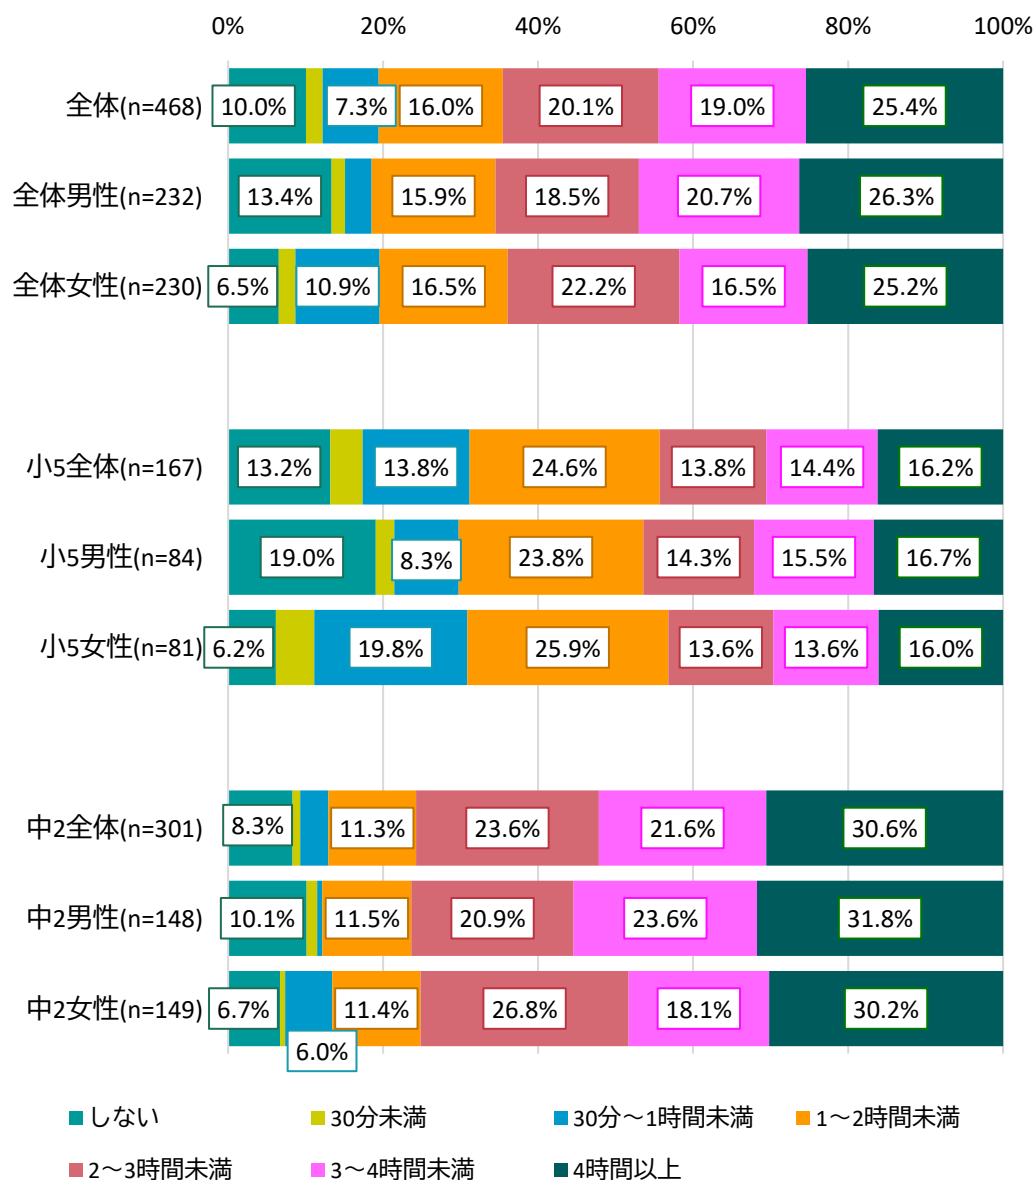 0% 20% 40% 60% 80% 100%
全体(n=468) 10.0% 7.3% 16.0% 20.1% 19.0% 25.4%
全体男性(n=232) 13.4% 15.9% 18.5% 20.7% 26.3%
全体女性(n=230) 6.5% 10.9% 16.5% 22.2% 16.5% 25.2%
小5全体(n=167) 13.2% 13.8% 24.6% 13.8% 14.4% 16.2%
小5男性(n=84) 19.0% 8.3% 23.8% 14.3% 15.5% 16.7%
小5女性(n=81) 6.2% 19.8% 25.9% 13.6% 13.6% 16.0%
中2全体(n=301) 8.3% 11.3% 23.6% 21.6% 30.6%
中2男性(n=148) 10.1% 11.5% 20.9% 23.6% 31.8%
中2女性(n=149) 6.7% 11.4% 26.8% 18.1% 30.2%
6.0%
しない 30分未満 30分～1時間未満 1～2時間未満
2～3時間未満 3～4時間未満 4時間以上